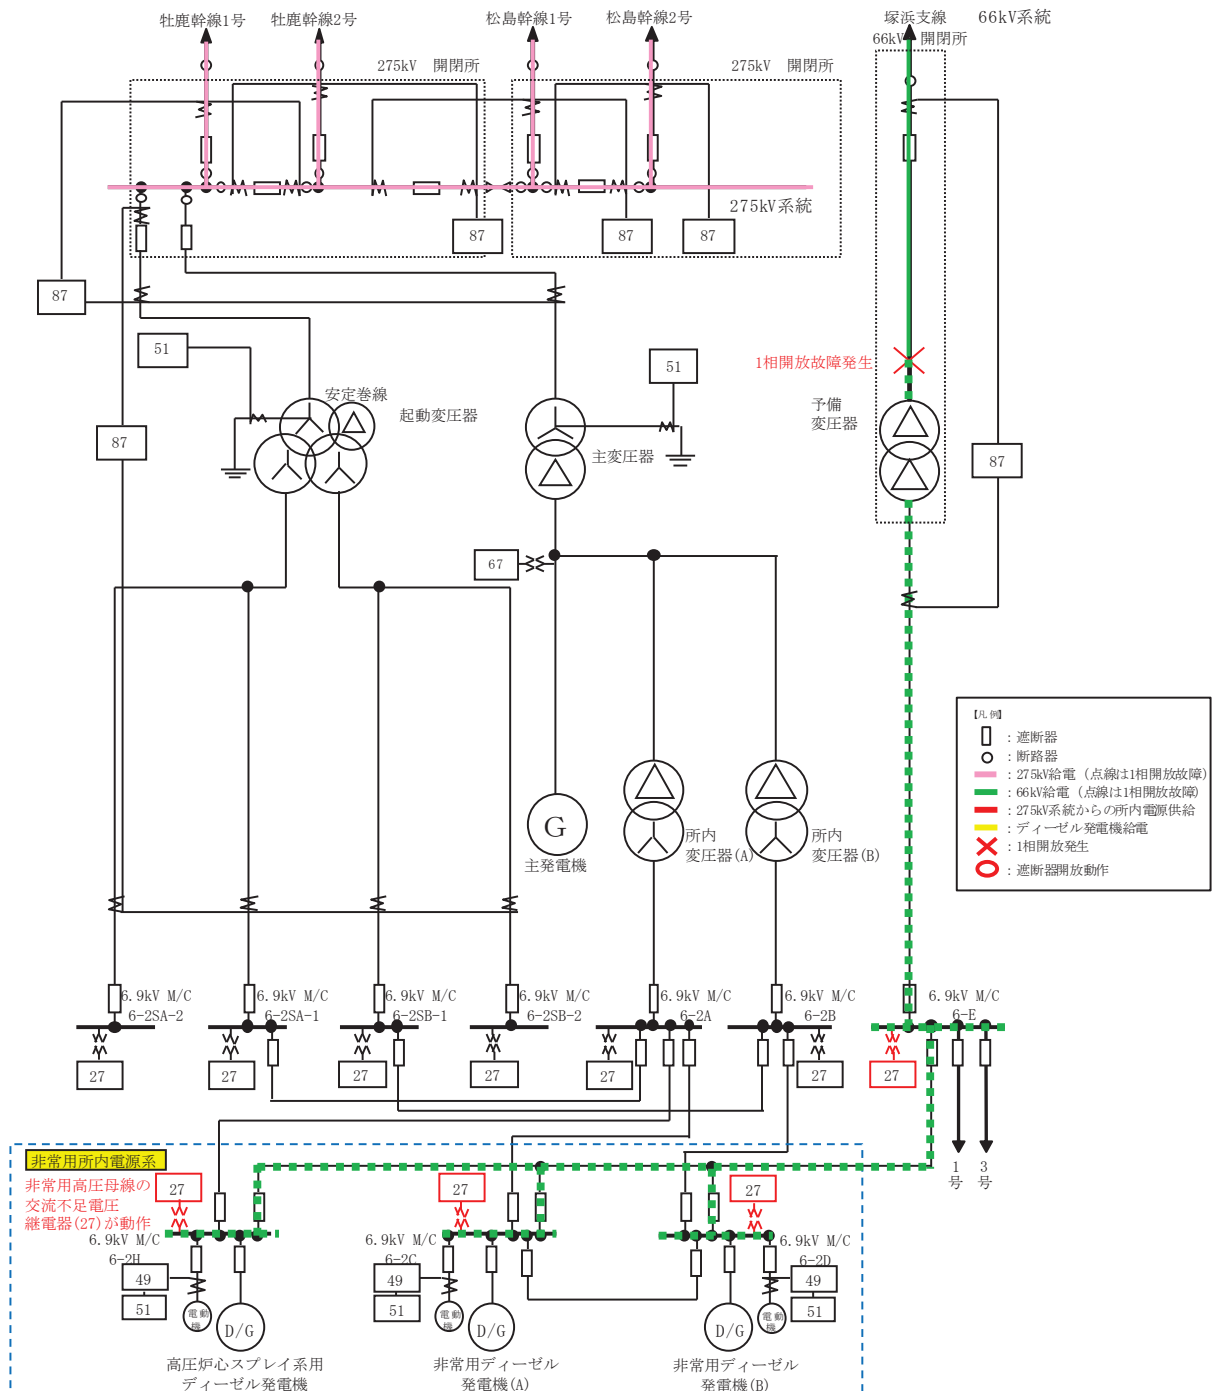 牡鹿幹線1号
牡鹿幹線2号
松島幹線1号
松島幹線2号
塚浜支線
66kV系統
66kV 開閉所
275kV 開閉所
275kV 開閉所
275kV系統
87
87
87
87
51
51
1相開放故障発生
安定巻線
起動変圧器
予備
変圧器
87
主変圧器
87
67
【凡例】
：遮断器
：断路器
：275kV給電（点線は1相開放故障）
：66kV給電（点線は1相開放故障）
：275kV系統からの所内電源供給
：ディーゼル発電機給電
：1相開放発生
：遮断器開放動作
G
主発電機
所内
変圧器(A)
所内
変圧器(B)
6.9kV M/C
6-2SA-2
6.9kV M/C
6-2SA-1
6.9kV M/C
6-2SB-1
6.9kV M/C
6-2SB-2
6.9kV M/C
6-2A
6.9kV M/C
6-2B
6.9kV M/C
6-E
27
27
27
27
27
27
27
1
号
3
号
非常用所内電源系
非常用高圧母線の
交流不足電圧
継電器(27)が動作
27
27
27
6.9kV M/C
6-2H
6.9kV M/C
6-2C
6.9kV M/C
6-2D
49
51
49
51
49
51
電動
機
D/G
電動
機
D/G
D/G
電動
機
高圧炉心スプレイ系用
ディーゼル発電機
非常用ディーゼル
発電機(A)
非常用ディーゼル
発電機(B)